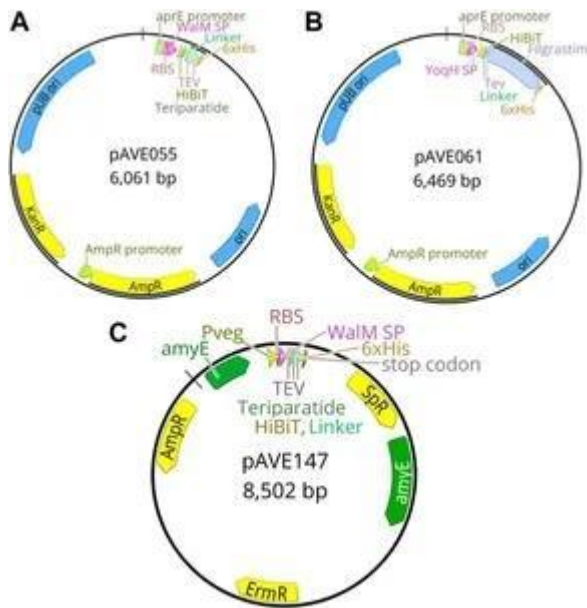 A
aprE promoter
WalM SP
Linker
6xHis
RBS
TEV
HiBiT
Teriparatide
pUB ori
pAVE055
6,061 bp
KanR
AmpR promoter
AmpR
ori
B
aprE promoter
RBS
HiBiT
Filgrastim
YoqH SP
Tev
Linker
6xHis
pUB ori
pAVE061
6,469 bp
KanR
AmpR promoter
AmpR
ori
C
RBS
Pveg
WalM SP
amyE
6xHis
stop codon
TEV
Teriparatide
HiBiT, Linker
SpR
AmpR
pAVE147
8,502 bp
amyE
ErmR